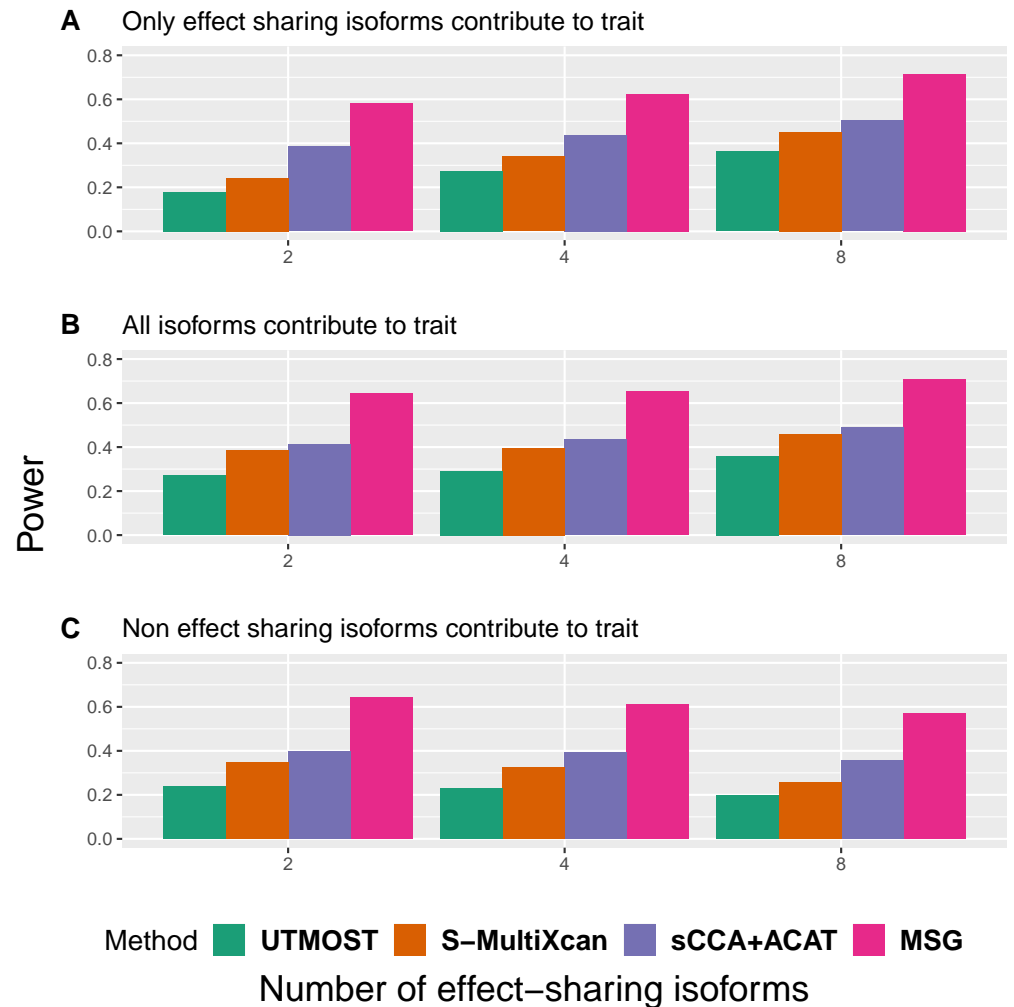 A Only effect sharing isoforms contribute to trait
0.8
0.6
0.4
0.2
0.0
2 4 8
B All isoforms contribute to trait
0.8
0.6
0.4
0.2
0.0
2 4 8
Power
C Non effect sharing isoforms contribute to trait
0.8
0.6
0.4
0.2
0.0
2 4 8
Method UTMOST S−MultiXcan sCCA+ACAT MSG
Number of effect−sharing isoforms